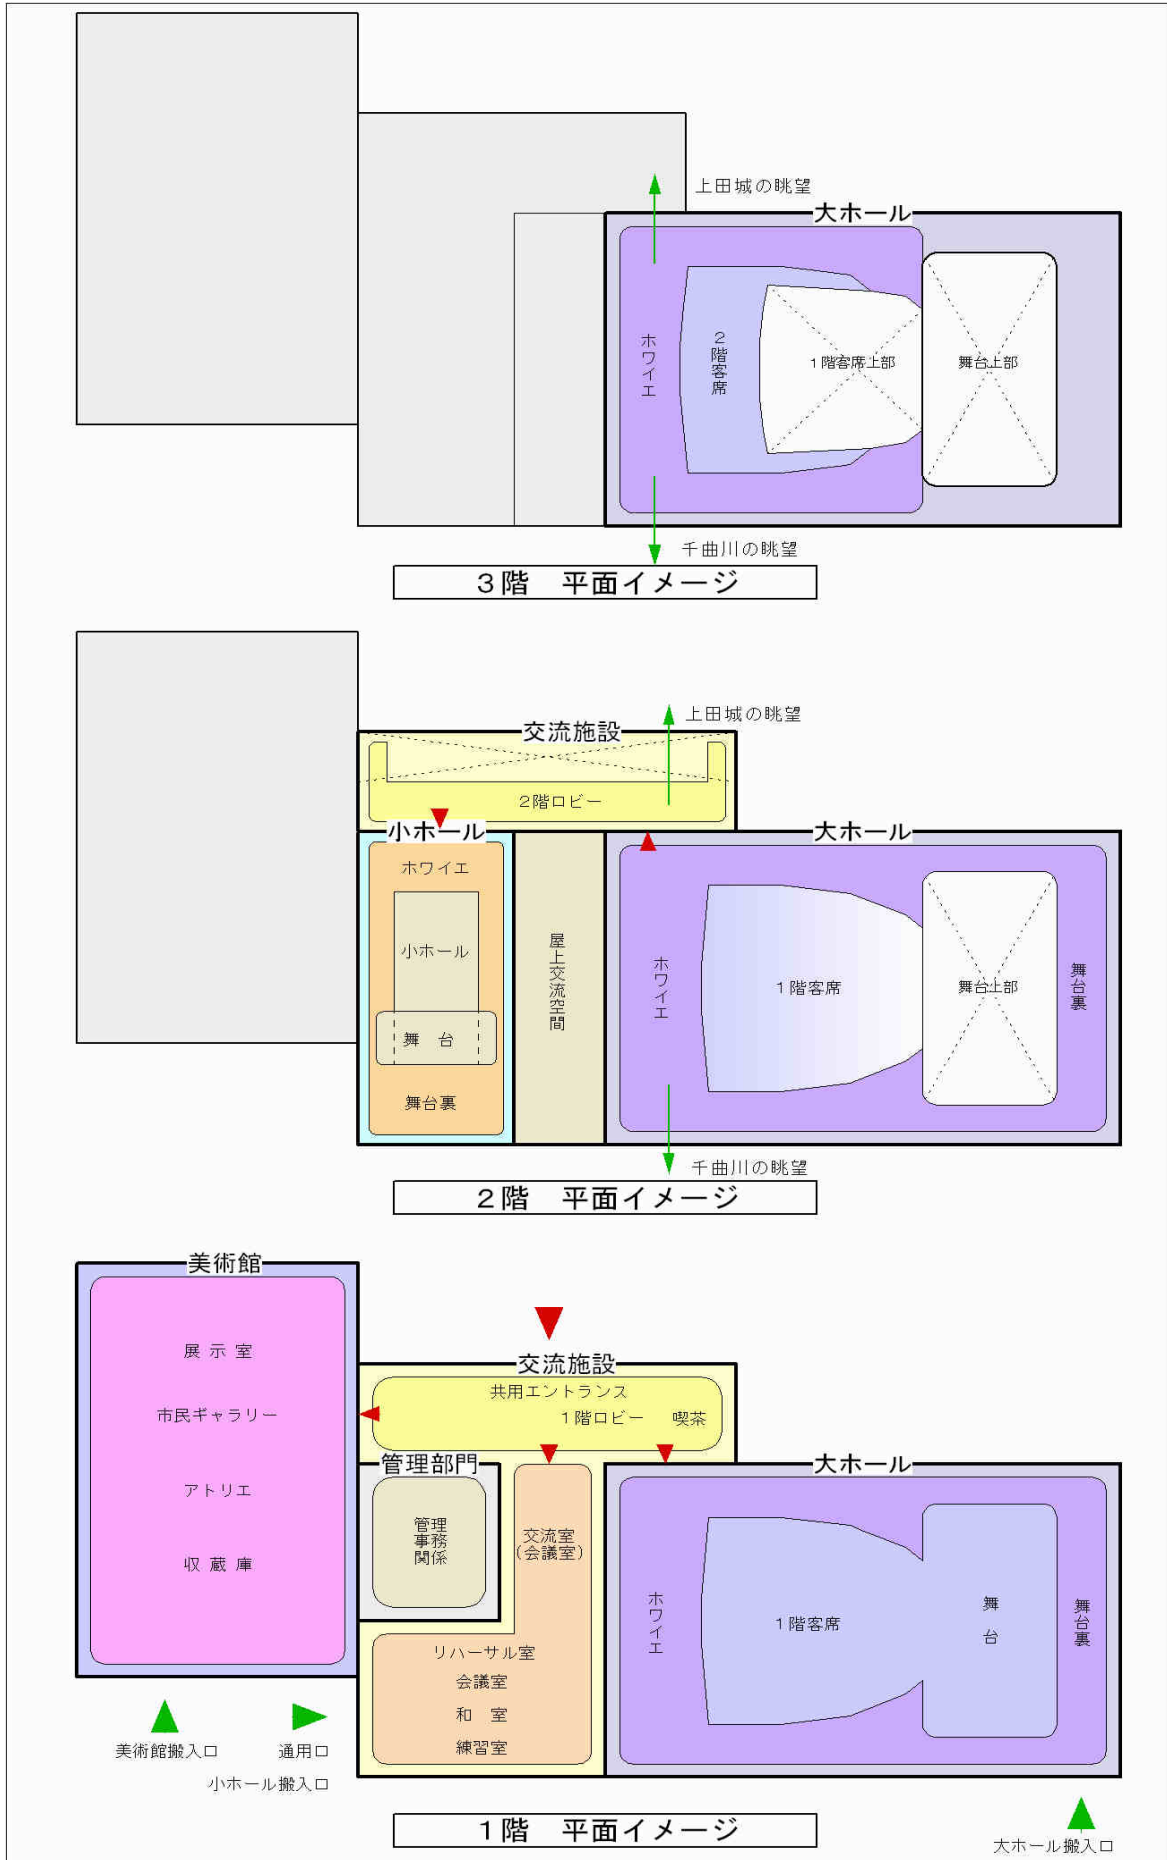 上田城の眺望
大ホール
ホワイエ
2階客席
1階客席上部
舞台上部
千曲川の眺望
3階 平面イメージ
上田城の眺望
交流施設
2階ロビー
小ホール
大ホール
ホワイエ
小ホール
舞 台
舞台裏
屋上交流空間
ホワイエ
1階客席
舞台上部
舞台裏
千曲川の眺望
2階 平面イメージ
美術館
展 示 室
市民ギャラリー
アトリエ
収 蔵 庫
交流施設
共用エントランス
1階ロビー 喫茶
管理部門
管理
事務
関係
交流室
(会議室)
リハーサル室
会議室
和 室
練習室
大ホール
ホワイエ
1階客席
舞 台
舞台裏
美術館搬入口
通用口
小ホール搬入口
大ホール搬入口
1階 平面イメージ